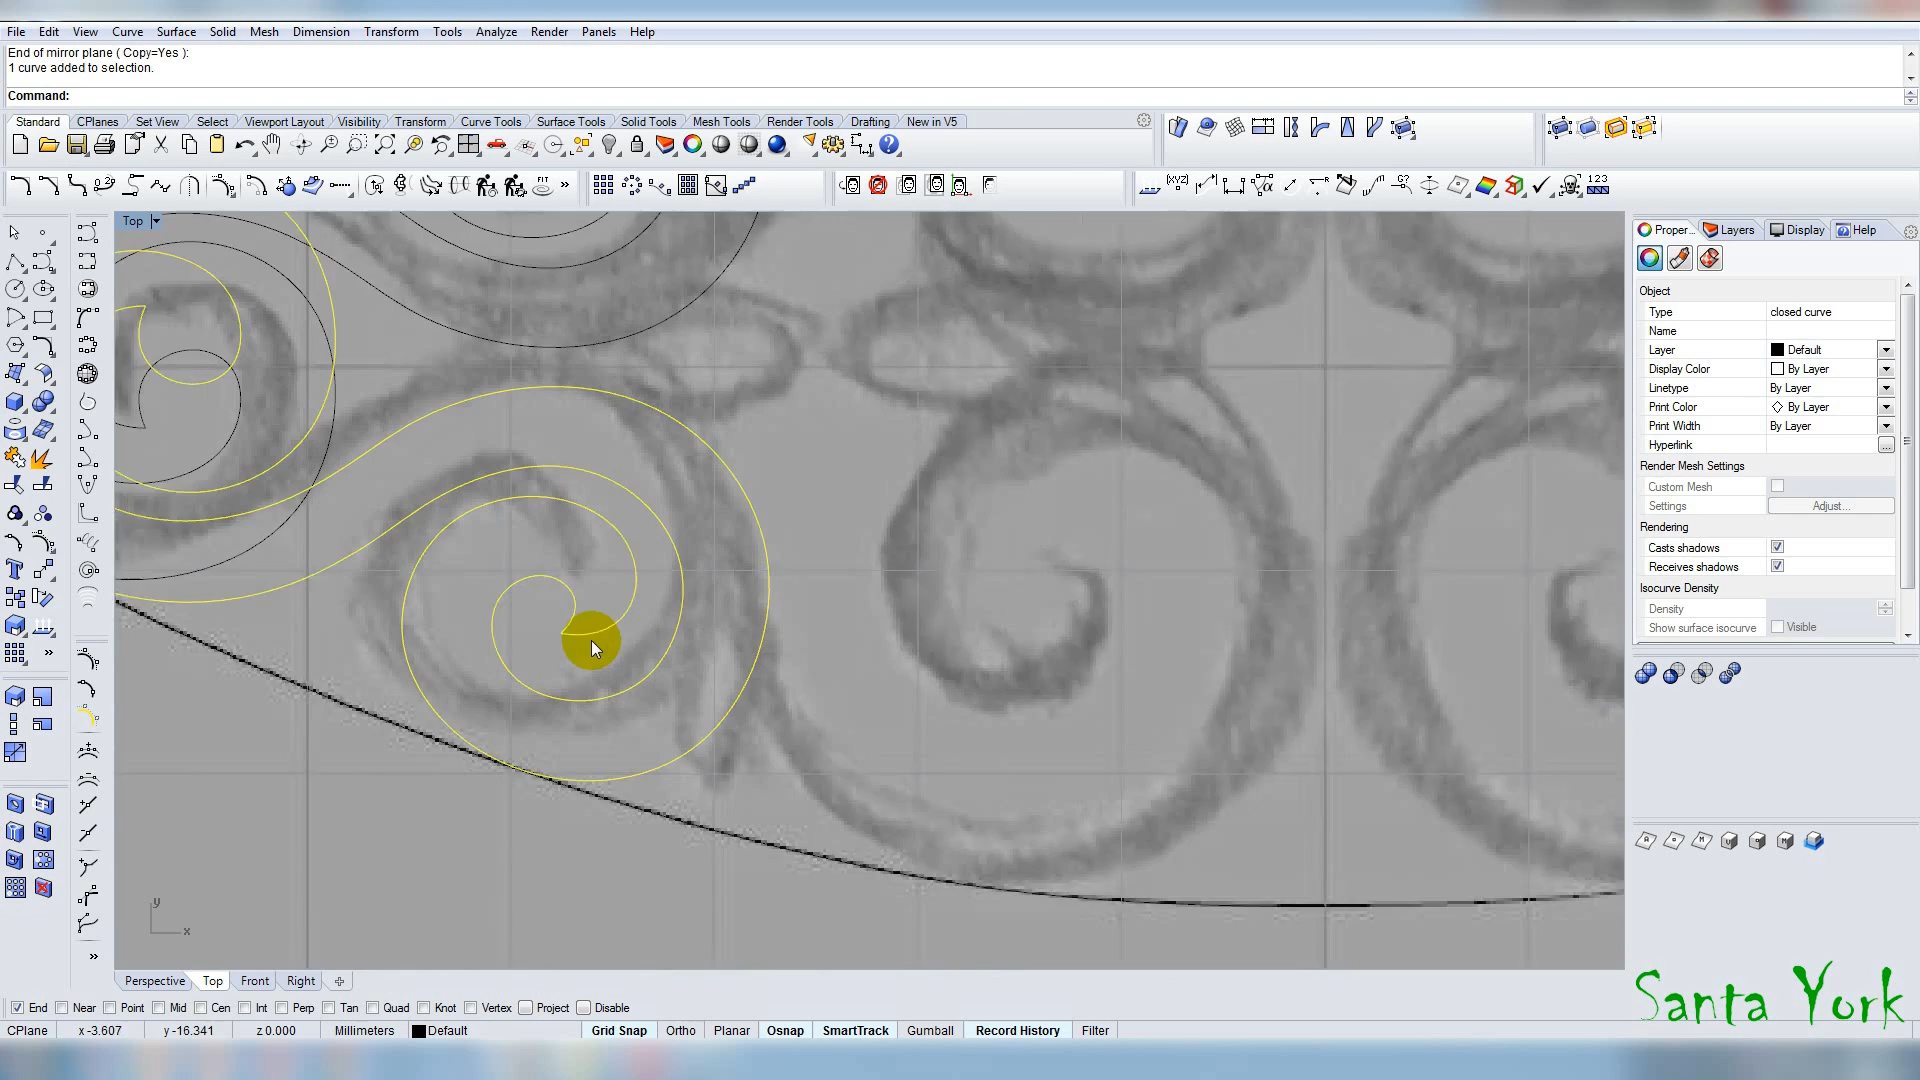 File Edit View Curve Surface Solid Mesh Dimension Transform Tools Analyze Render Panels Help
End of mirror plane ( Copy=Yes ):
1 curve added to selection.
Command:
Standard CPlanes Set View Select Viewport Layout Visibility Transform Curve Tools Surface Tools Solid Tools Mesh Tools Render Tools Drafting New in V5
Top
Proper... Layers Display Help
Object
Type closed curve
Name
Layer Default
Display Color By Layer
Linetype By Layer
Print Color By Layer
Print Width By Layer
Hyperlink ...
Render Mesh Settings
Custom Mesh
Settings Adjust...
Rendering
Casts shadows
Receives shadows
Isocurve Density
Density
Show surface isocurve Visible
y
x
Perspective Top Front Right
End Near Point Mid Cen Int Perp Tan Quad Knot Vertex Project Disable
CPlane x -3.607 y -16.341 z 0.000 Millimeters Default Grid Snap Ortho Planar Osnap SmartTrack Gumball Record History Filter
Santa York